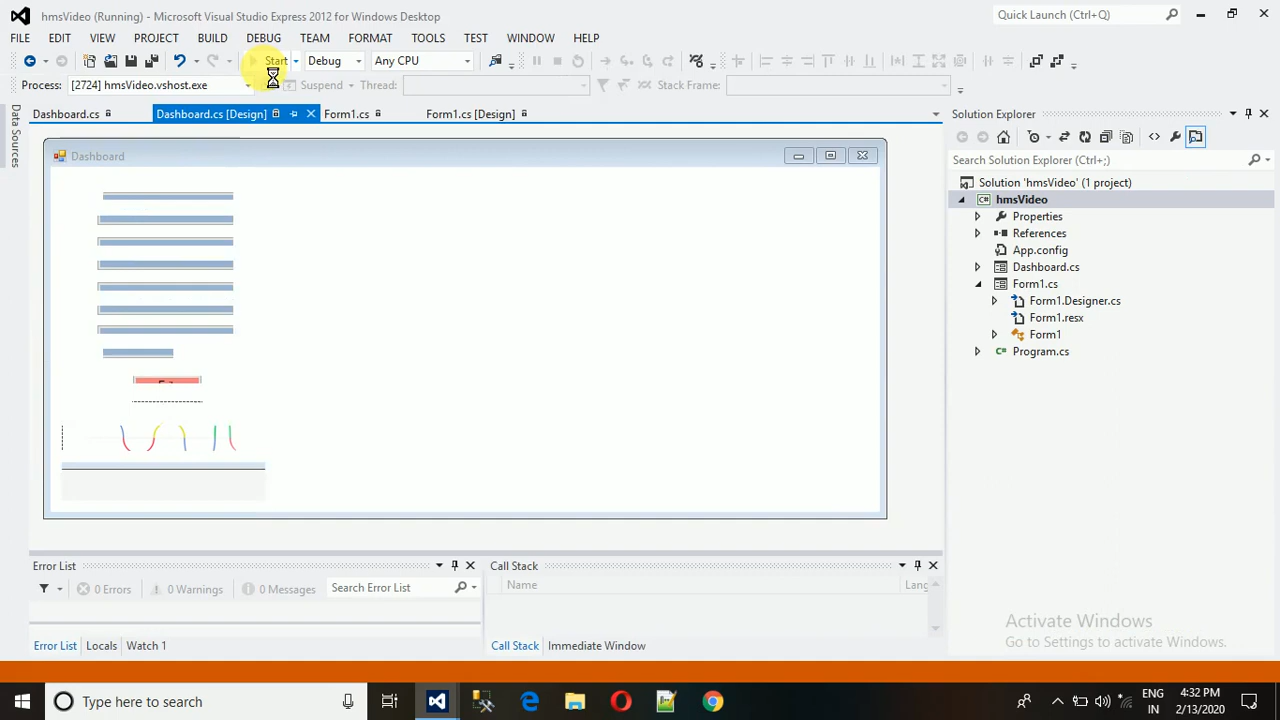 hmsVideo (Running) - Microsoft Visual Studio Express 2012 for Windows Desktop
Quick Launch (Ctrl+Q)
FILE EDIT VIEW PROJECT BUILD DEBUG TEAM FORMAT TOOLS TEST WINDOW HELP
Start Debug Any CPU
Process: [2724] hmsVideo.vshost.exe Suspend Thread: Stack Frame:
Data Sources
Dashboard.cs Dashboard.cs [Design] Form1.cs Form1.cs [Design]
Dashboard
Solution Explorer
Search Solution Explorer (Ctrl+;)
Solution 'hmsVideo' (1 project)
hmsVideo
Properties
References
App.config
Dashboard.cs
Form1.cs
Form1.Designer.cs
Form1.resx
Form1
Program.cs
Error List
0 Errors 0 Warnings 0 Messages Search Error List
Error List Locals Watch 1
Call Stack
Name Lang
Call Stack Immediate Window
Activate Windows
Go to Settings to activate Windows.
Type here to search
ENG
IN
4:32 PM
2/13/2020